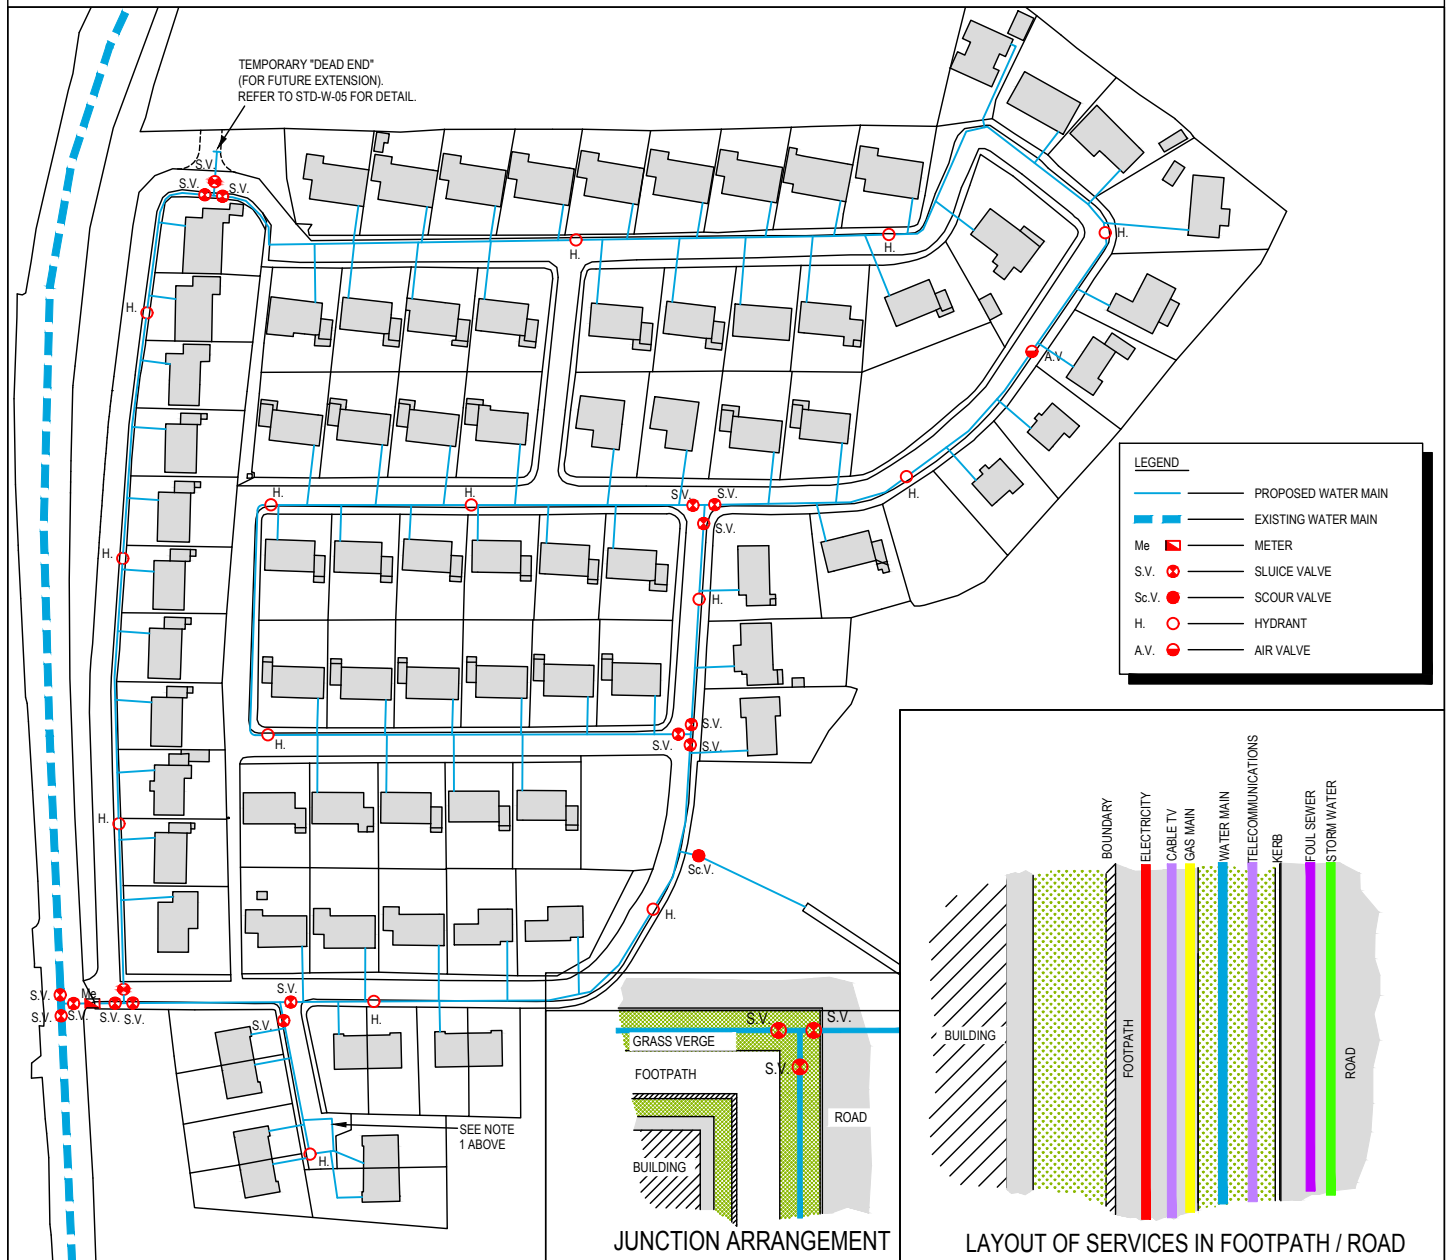 TEMPORARY "DEAD END"
(FOR FUTURE EXTENSION).
REFER TO STD-W-05 FOR DETAIL.
S.V.
S.V.
S.V.
H.
H.
H.
H.
A.V.
H.
H.
H.
S.V.
S.V.
S.V.
H.
H.
H.
S.V.
S.V.
S.V.
H.
H.
Sc.V.
H.
S.V.
Me
S.V.
S.V.
S.V.
S.V.
S.V.
H.
S.V.
SEE NOTE
1 ABOVE
H.
LEGEND
PROPOSED WATER MAIN
EXISTING WATER MAIN
Me METER
S.V. SLUICE VALVE
Sc.V. SCOUR VALVE
H. HYDRANT
A.V. AIR VALVE
S.V.
S.V.
GRASS VERGE
S.V.
FOOTPATH
ROAD
BUILDING
JUNCTION ARRANGEMENT
BOUNDARY
ELECTRICITY
CABLE TV
GAS MAIN
WATER MAIN
TELECOMMUNICATIONS
KERB
FOUL SEWER
STORM WATER
BUILDING
FOOTPATH
ROAD
LAYOUT OF SERVICES IN FOOTPATH / ROAD